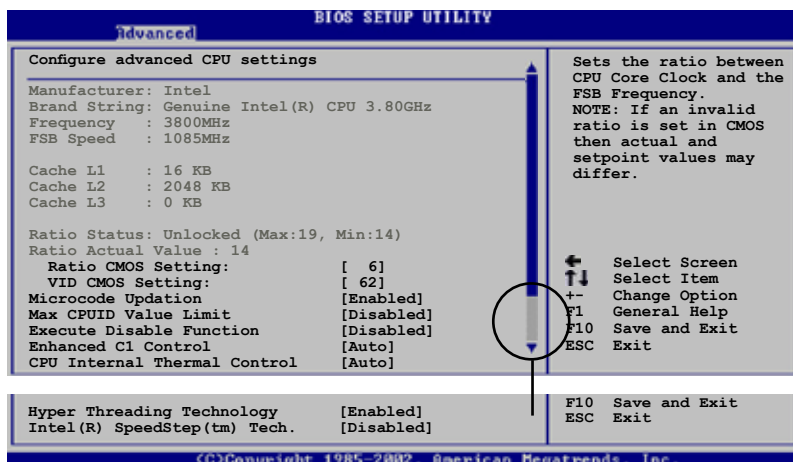 BIOS SETUP UTILITY
Advanced
Configure advanced CPU settings
Manufacturer: Intel
Brand String: Genuine Intel(R) CPU 3.80GHz
Frequency : 3800MHz
FSB Speed : 1085MHz
Cache L1 : 16 KB
Cache L2 : 2048 KB
Cache L3 : 0 KB
Ratio Status: Unlocked (Max:19, Min:14)
Ratio Actual Value : 14
Ratio CMOS Setting: [ 6]
VID CMOS Setting: [ 62]
Microcode Updation [Enabled]
Max CPUID Value Limit [Disabled]
Execute Disable Function [Disabled]
Enhanced C1 Control [Auto]
CPU Internal Thermal Control [Auto]
Hyper Threading Technology [Enabled]
Intel(R) SpeedStep(tm) Tech. [Disabled]
Sets the ratio between
CPU Core Clock and the
FSB Frequency.
NOTE: If an invalid
ratio is set in CMOS
then actual and
setpoint values may
differ.
← Select Screen
↑↓ Select Item
+- Change Option
F1 General Help
F10 Save and Exit
ESC Exit
F10 Save and Exit
ESC Exit
(C)Copyright 1985-2002, American Megatrends, Inc.